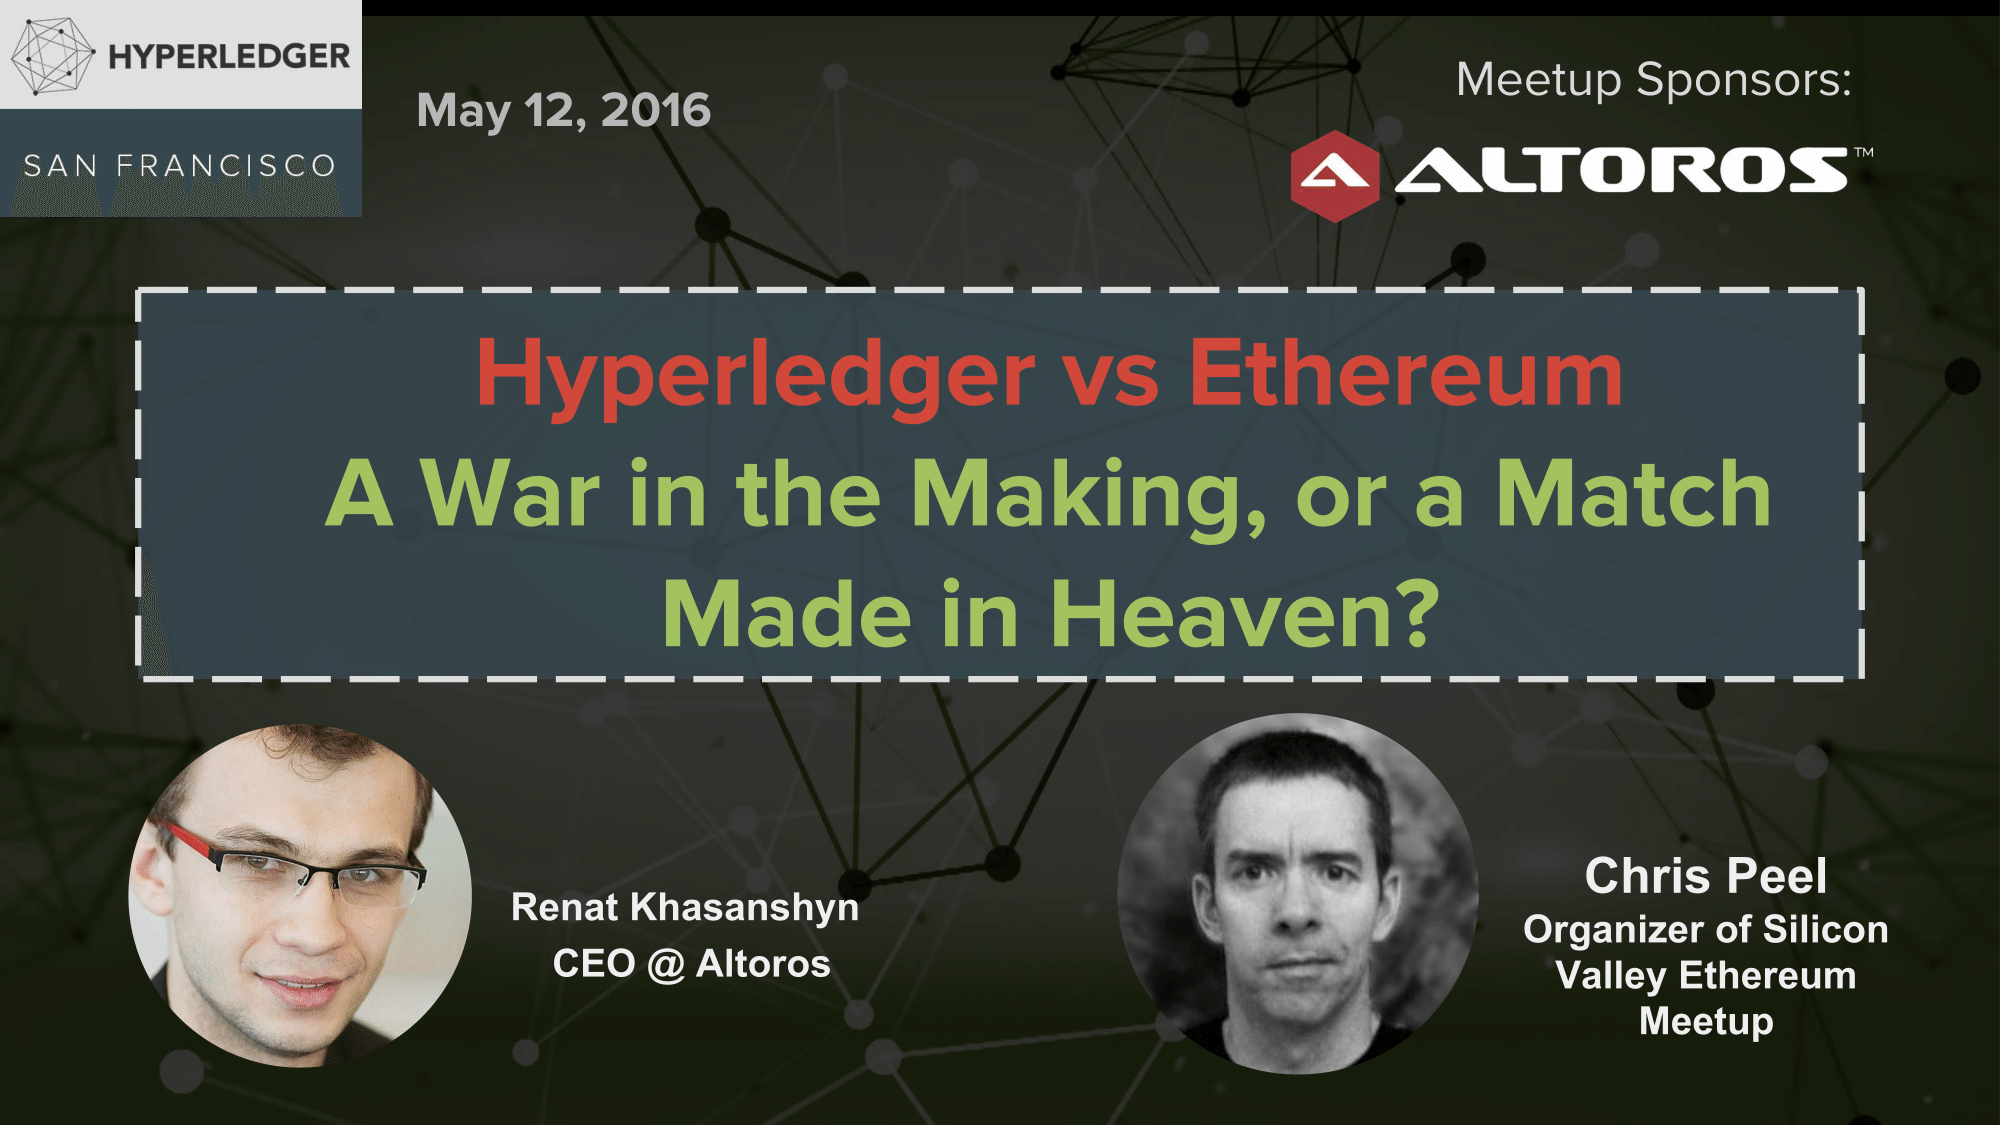 HYPERLEDGER
SAN FRANCISCO
May 12, 2016
Meetup Sponsors:
ALTOROS™
Hyperledger vs Ethereum
A War in the Making, or a Match
Made in Heaven?
Renat Khasanshyn
CEO @ Altoros
Chris Peel
Organizer of Silicon
Valley Ethereum
Meetup